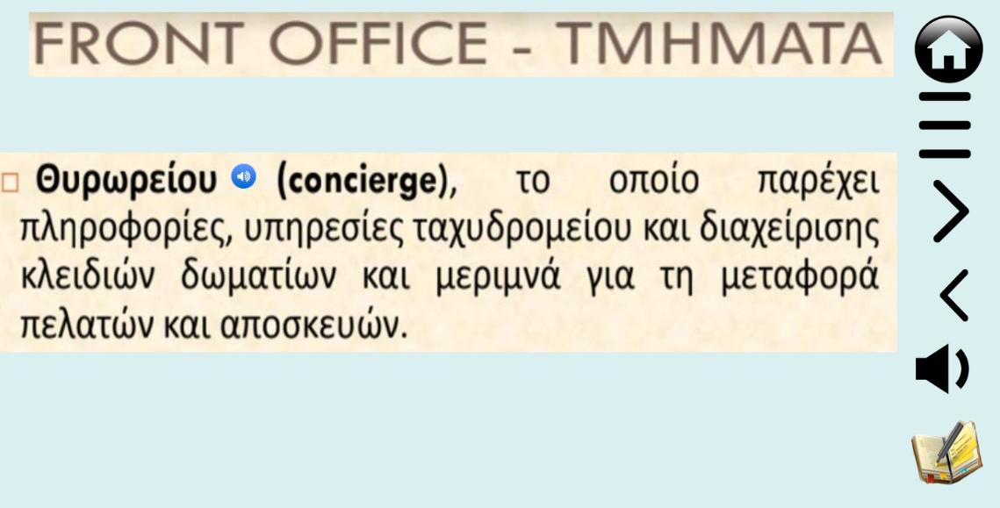 FRONT OFFICE - ΤΜΗΜΑΤΑ
Θυρωρείου (concierge), το οποίο παρέχει
πληροφορίες, υπηρεσίες ταχυδρομείου και διαχείρισης
κλειδιών δωματίων και μεριμνά για τη μεταφορά
πελατών και αποσκευών.